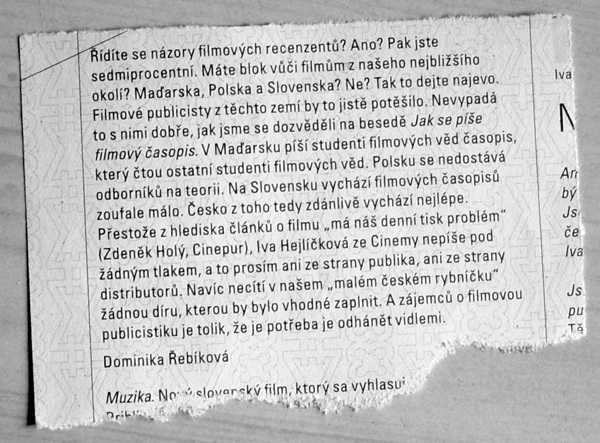 Řídíte se názory filmových recenzentů? Ano? Pak jste
sedmiprocentní. Máte blok vůči filmům z našeho nejbližšího
okolí? Maďarska, Polska a Slovenska? Ne? Tak to dejte najevo.
Filmové publicisty z těchto zemí by to jistě potěšilo. Nevypadá
to s nimi dobře, jak jsme se dozvěděli na besedě Jak se píše
filmový časopis. V Maďarsku píší studenti filmových věd časopis,
který čtou ostatní studenti filmových věd. Polsku se nedostává
odborníků na teorii. Na Slovensku vychází filmových časopisů
zoufale málo. Česko z toho tedy zdánlivě vychází nejlépe.
Přestože z hlediska článků o filmu „má náš denní tisk problém"
(Zdeněk Holý, Cinepur), Iva Hejlíčková ze Cinemy nepíše pod
žádným tlakem, a to prosím ani ze strany publika, ani ze strany
distributorů. Navíc necítí v našem „malém českém rybníčku"
žádnou díru, kterou by bylo vhodné zaplnit. A zájemců o filmovou
publicistiku je tolik, že je potřeba je odhánět vidlemi.
Dominika Řebíková
Muzika. Nový slovenský film, ktorý sa vyhlasuj
Iva
N
An
bý
Js
če
Iva
Js
pu
Tě